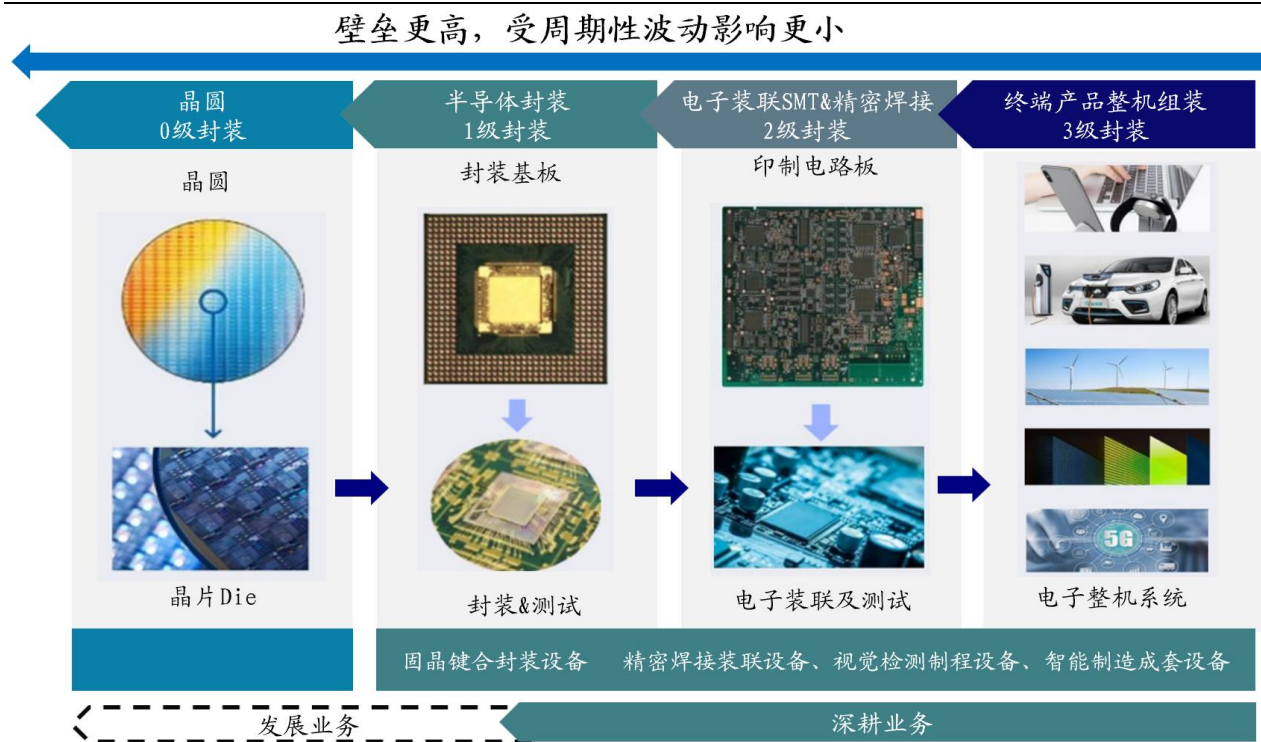 壁垒更高，受周期性波动影响更小
晶圆
0级封装
半导体封装
1级封装
电子装联SMT&精密焊接
2级封装
终端产品整机组装
3级封装
晶圆
封装基板
印制电路板
5G
晶片Die
封装&测试
电子装联及测试
电子整机系统
固晶键合封装设备
精密焊接装联设备、视觉检测制程设备、智能制造成套设备
发展业务
深耕业务